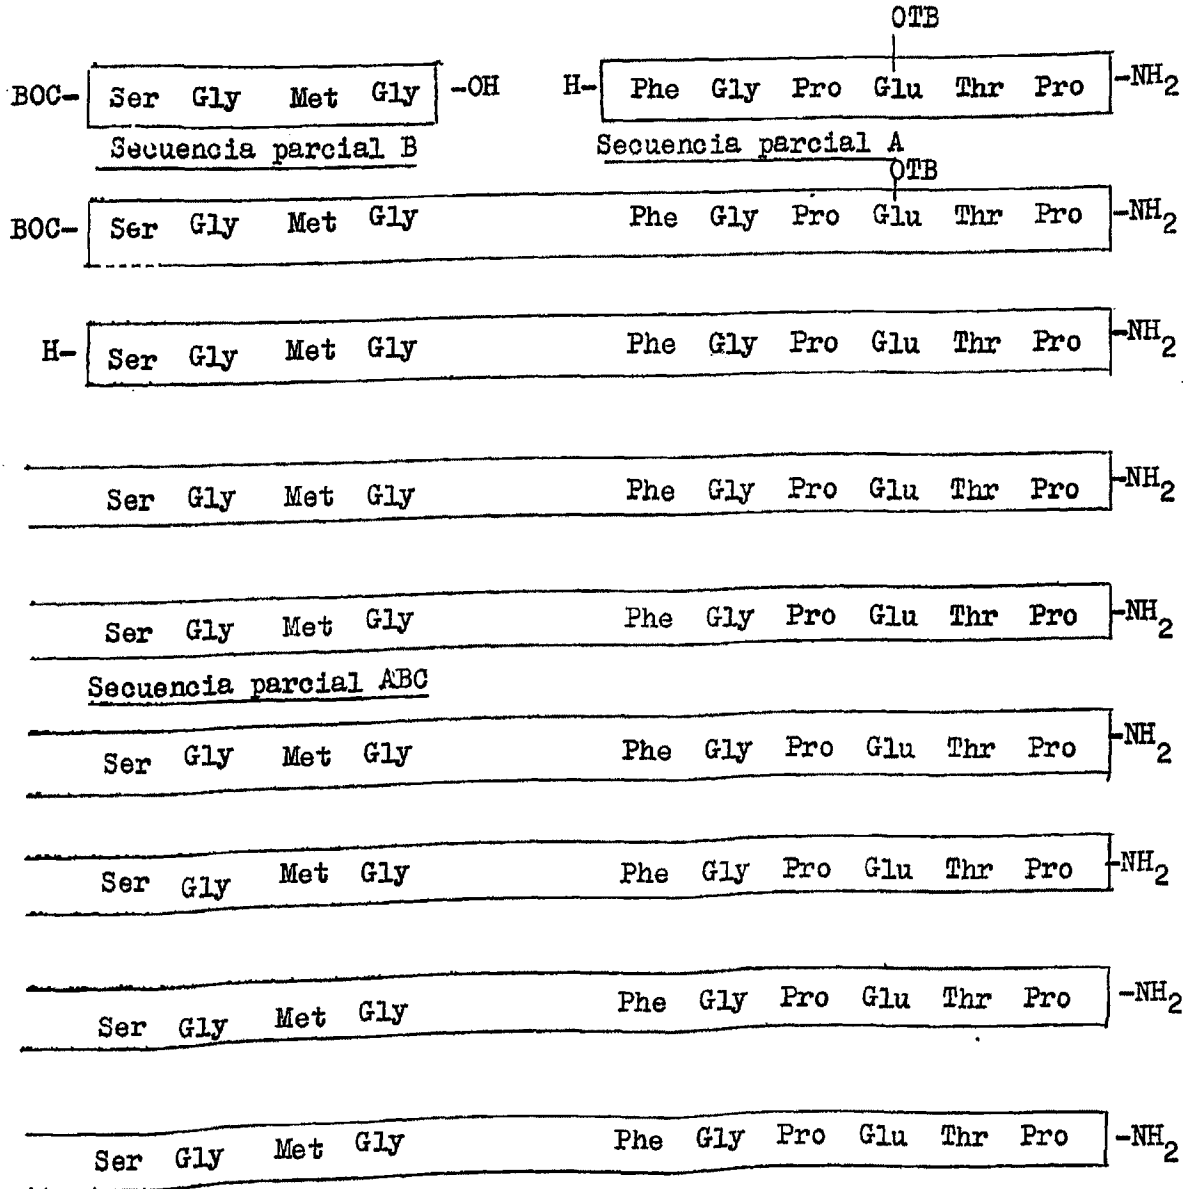 OTB
BOC- Ser Gly Met Gly -OH H- Phe Gly Pro Glu Thr Pro -NH2
Secuencia parcial B Secuencia parcial A
OTB
BOC- Ser Gly Met Gly Phe Gly Pro Glu Thr Pro -NH2
H- Ser Gly Met Gly Phe Gly Pro Glu Thr Pro -NH2
Ser Gly Met Gly Phe Gly Pro Glu Thr Pro -NH2
Ser Gly Met Gly Phe Gly Pro Glu Thr Pro -NH2
Secuencia parcial ABC
Ser Gly Met Gly Phe Gly Pro Glu Thr Pro -NH2
Ser Gly Met Gly Phe Gly Pro Glu Thr Pro -NH2
Ser Gly Met Gly Phe Gly Pro Glu Thr Pro -NH2
Ser Gly Met Gly Phe Gly Pro Glu Thr Pro -NH2